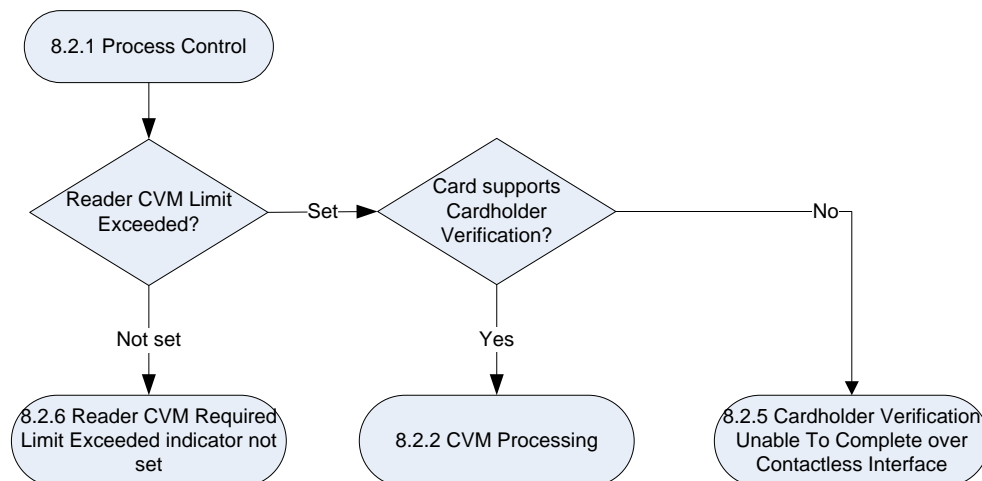 8.2.1 Process Control
Reader CVM Limit
Exceeded?
Set
Card supports
Cardholder
Verification?
No
Not set
Yes
8.2.6 Reader CVM Required
Limit Exceeded indicator not
set
8.2.2 CVM Processing
8.2.5 Cardholder Verification
Unable To Complete over
Contactless Interface